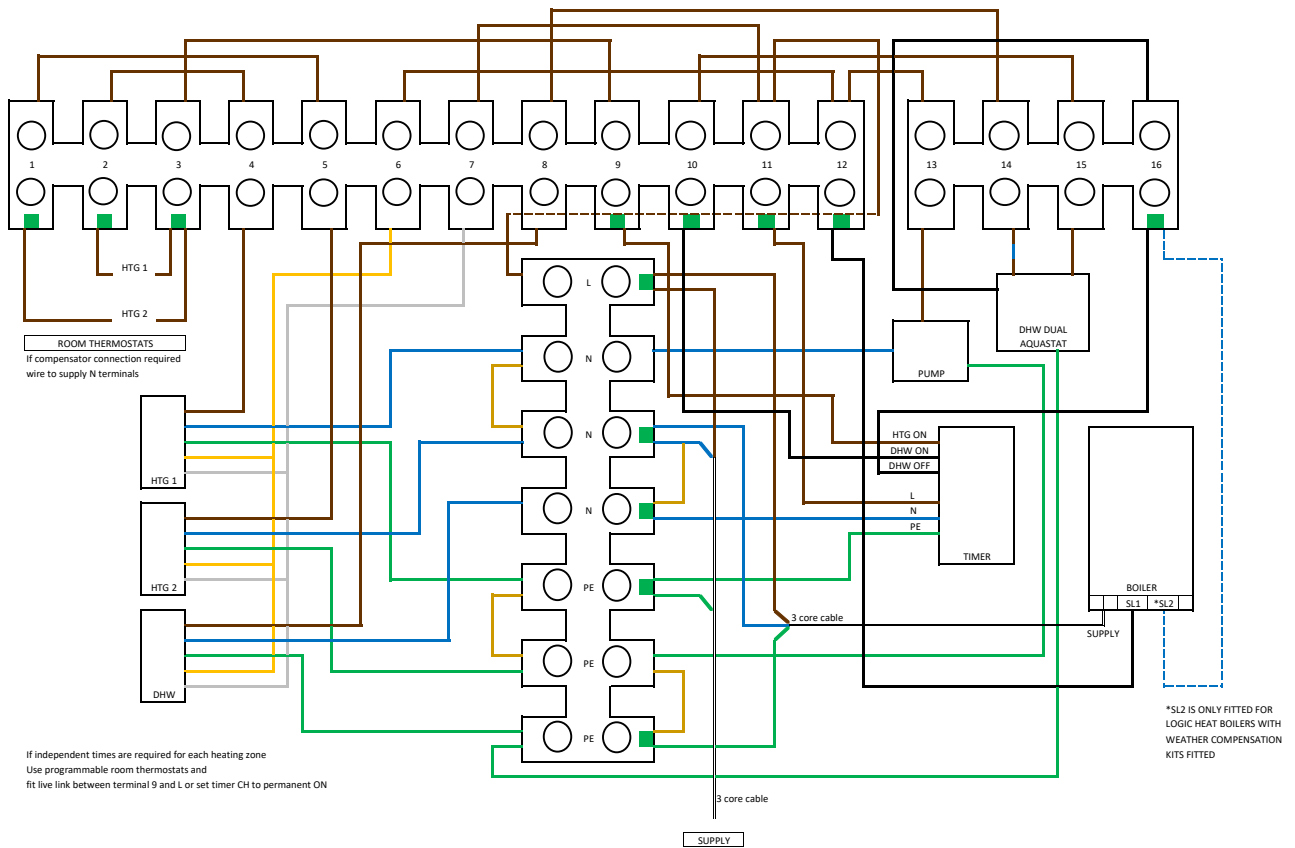 1 2 3 4 5 6 7 8 9 10 11 12 13 14 15 16
HTG 1
HTG 2
ROOM THERMOSTATS
If compensator connection required
wire to supply N terminals
L
N
N
N
PE
PE
PE
DHW DUAL
AQUASTAT
PUMP
HTG 1
HTG 2
DHW
HTG ON
DHW ON
DHW OFF
L
N
PE
TIMER
BOILER
SL1 *SL2
SUPPLY
3 core cable
*SL2 IS ONLY FITTED FOR
LOGIC HEAT BOILERS WITH
WEATHER COMPENSATION
KITS FITTED
If independent times are required for each heating zone
Use programmable room thermostats and
fit live link between terminal 9 and L or set timer CH to permanent ON
3 core cable
SUPPLY